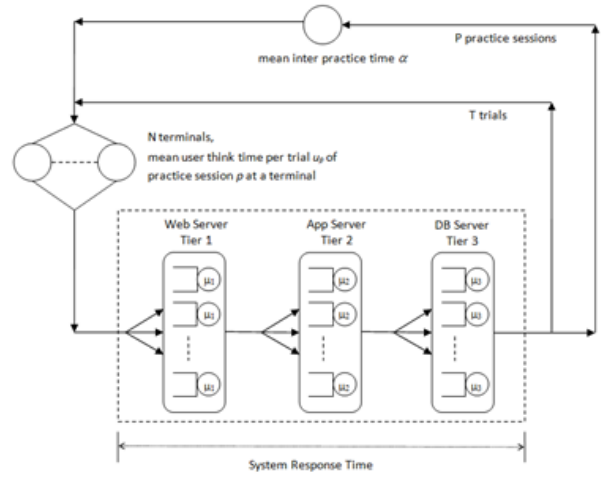 P practice sessions
mean inter practice time α
T trials
N terminals,
mean user think time per trial uₚ of
practice session p at a terminal
Web Server
Tier 1
App Server
Tier 2
DB Server
Tier 3
μ1 μ2 μ3
μ1 μ2 μ3
μ1 μ2 μ3
System Response Time